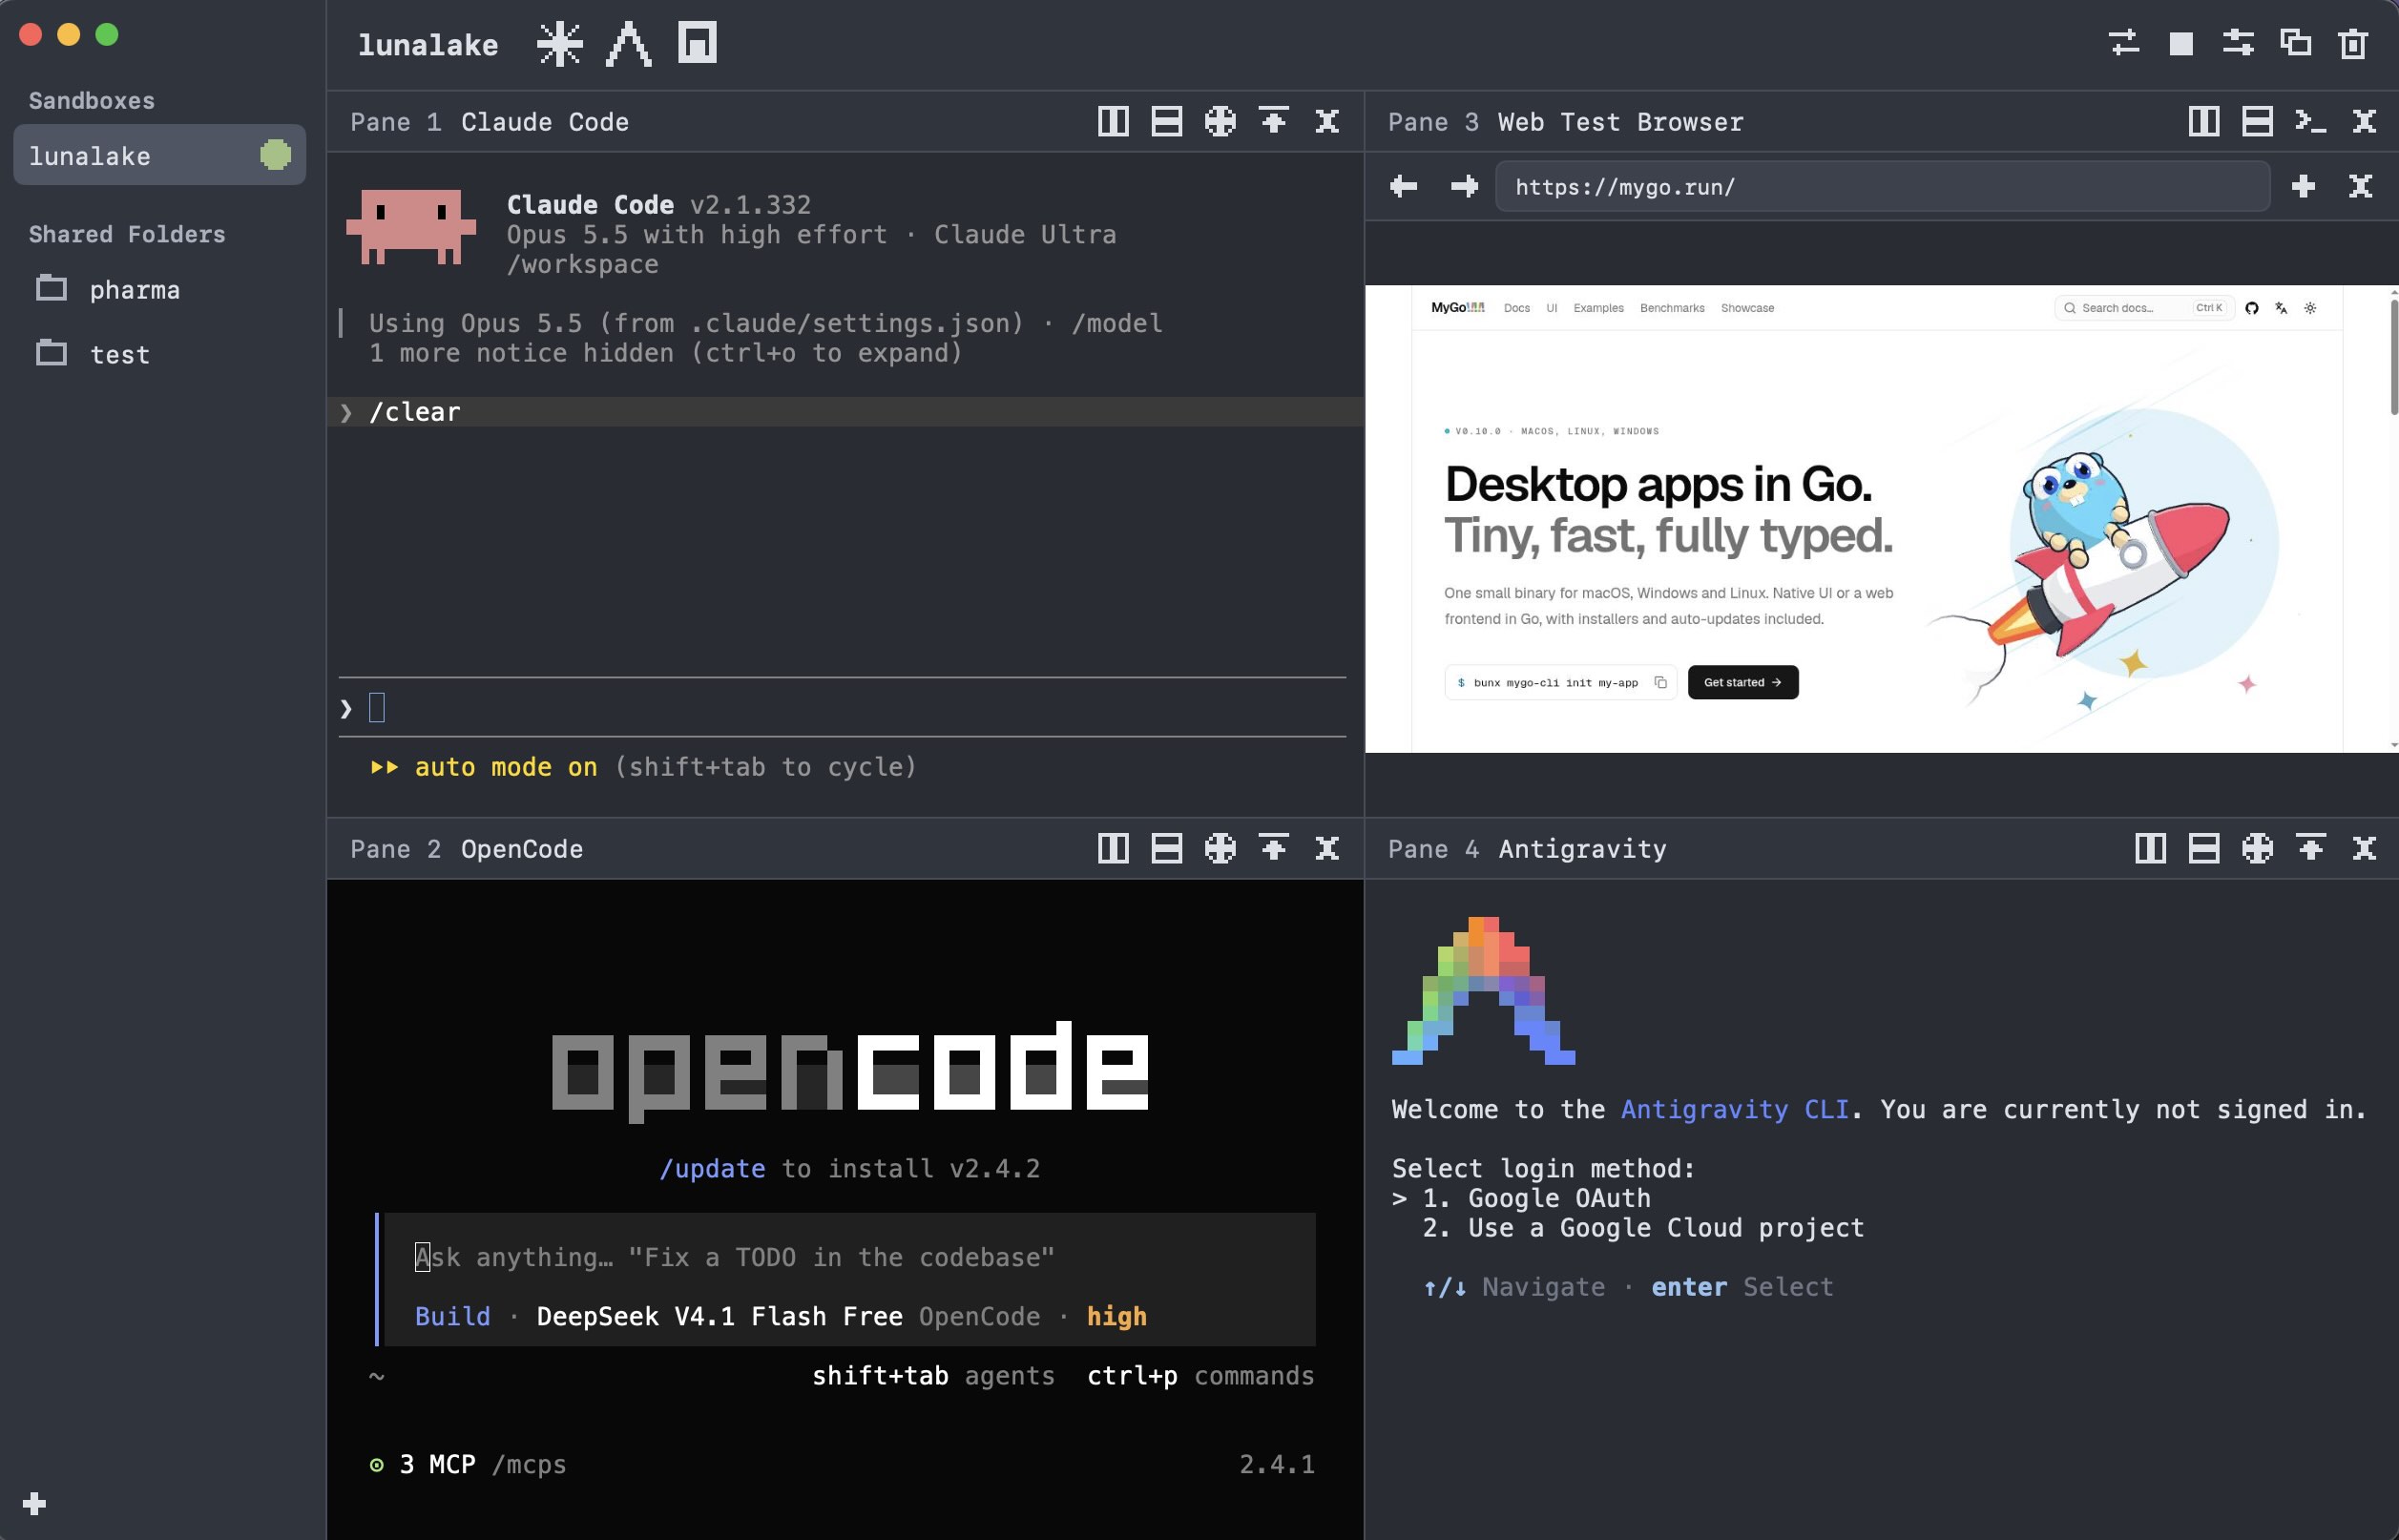 lunalake
Sandboxes
lunalake
Shared Folders
pharma
test
Pane 1 Claude Code
Claude Code v2.1.332
Opus 5.5 with high effort · Claude Ultra
/workspace
Using Opus 5.5 (from .claude/settings.json) · /model
1 more notice hidden (ctrl+o to expand)
❯ /clear
❯
auto mode on (shift+tab to cycle)
Pane 2 OpenCode
opencode
/update to install v2.4.2
Ask anything… "Fix a TODO in the codebase"
Build · DeepSeek V4.1 Flash Free OpenCode · high
~ shift+tab agents ctrl+p commands
⊙ 3 MCP /mcps 2.4.1
Pane 3 Web Test Browser
https://mygo.run/
MyGo!!!!! Docs UI Examples Benchmarks Showcase Search docs... Ctrl K
V0.10.0 · MACOS, LINUX, WINDOWS
Desktop apps in Go.
Tiny, fast, fully typed.
One small binary for macOS, Windows and Linux. Native UI or a web
frontend in Go, with installers and auto-updates included.
$ bunx mygo-cli init my-app Get started →
Pane 4 Antigravity
Welcome to the Antigravity CLI. You are currently not signed in.
Select login method:
> 1. Google OAuth
2. Use a Google Cloud project
↑/↓ Navigate · enter Select